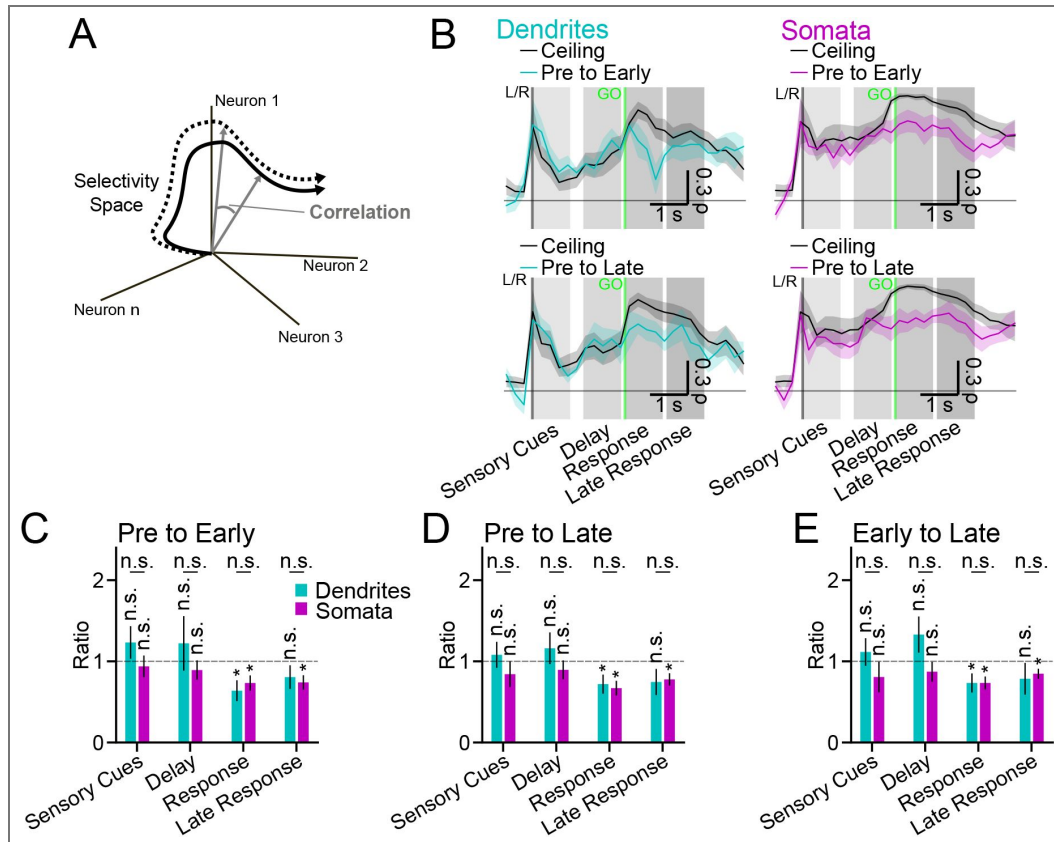 A
Neuron 1
Selectivity
Space
Correlation
Neuron 2
Neuron n
Neuron 3
B
Dendrites
Ceiling
Pre to Early
L/R
GO
0.3 ρ
1 s
Somata
Ceiling
Pre to Early
L/R
GO
0.3 ρ
1 s
Ceiling
Pre to Late
L/R
GO
0.3 ρ
1 s
Ceiling
Pre to Late
L/R
GO
0.3 ρ
1 s
Sensory Cues
Delay
Response
Late Response
Sensory Cues
Delay
Response
Late Response
C
Pre to Early
n.s. n.s. n.s. n.s.
Dendrites
Somata
n.s. n.s. n.s. n.s. * * n.s. *
Ratio
2
1
0
Sensory Cues
Delay
Response
Late Response
D
Pre to Late
n.s. n.s. n.s. n.s.
n.s. n.s. n.s. n.s. * * n.s. *
Ratio
2
1
0
Sensory Cues
Delay
Response
Late Response
E
Early to Late
n.s. n.s. n.s. n.s.
n.s. n.s. n.s. n.s. * * n.s. *
Ratio
2
1
0
Sensory Cues
Delay
Response
Late Response